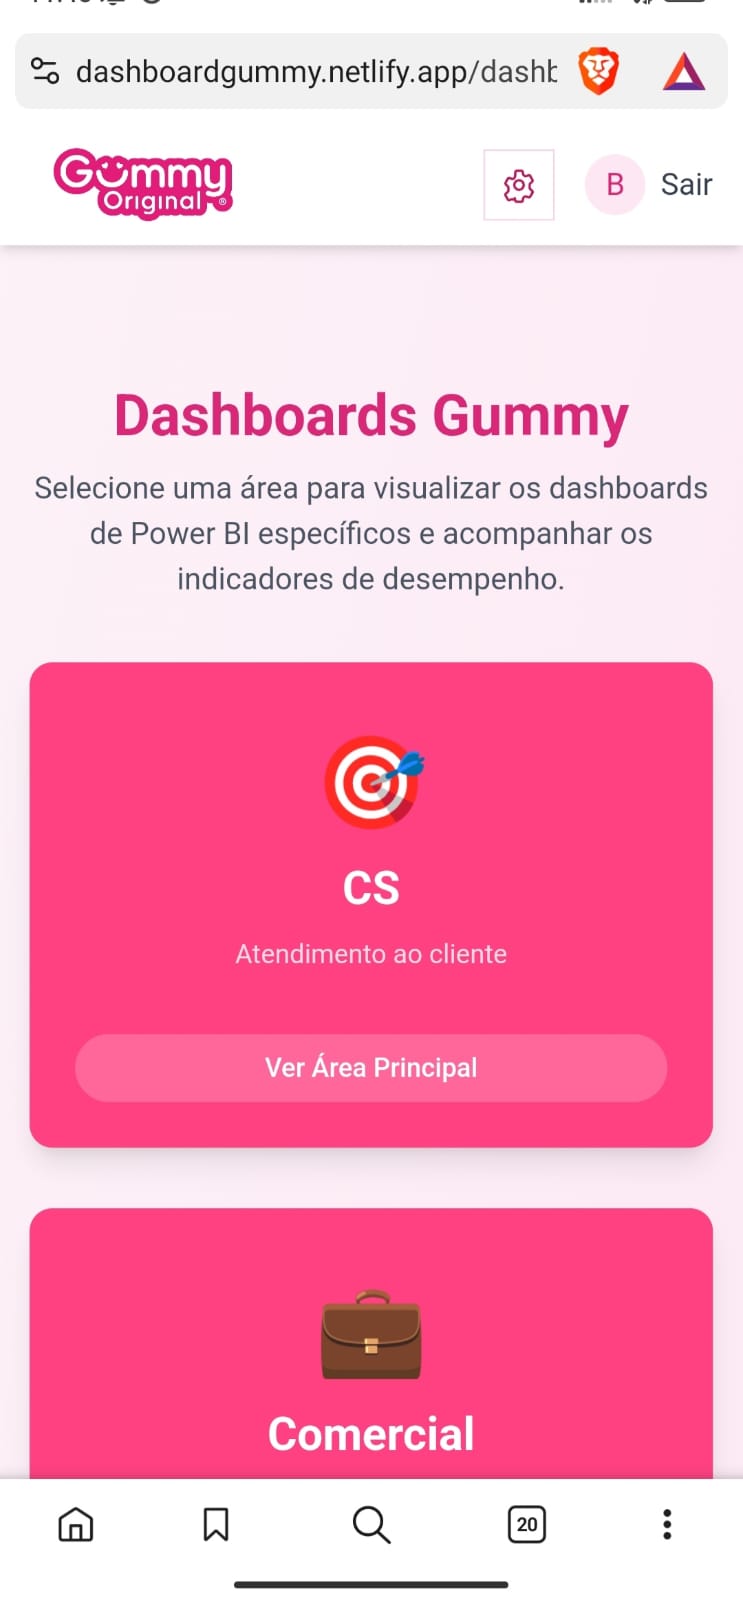 dashboardgummy.netlify.app/dashb
Gummy
Original ®
B
Sair
Dashboards Gummy
Selecione uma área para visualizar os dashboards
de Power BI específicos e acompanhar os
indicadores de desempenho.
CS
Atendimento ao cliente
Ver Área Principal
Comercial
20